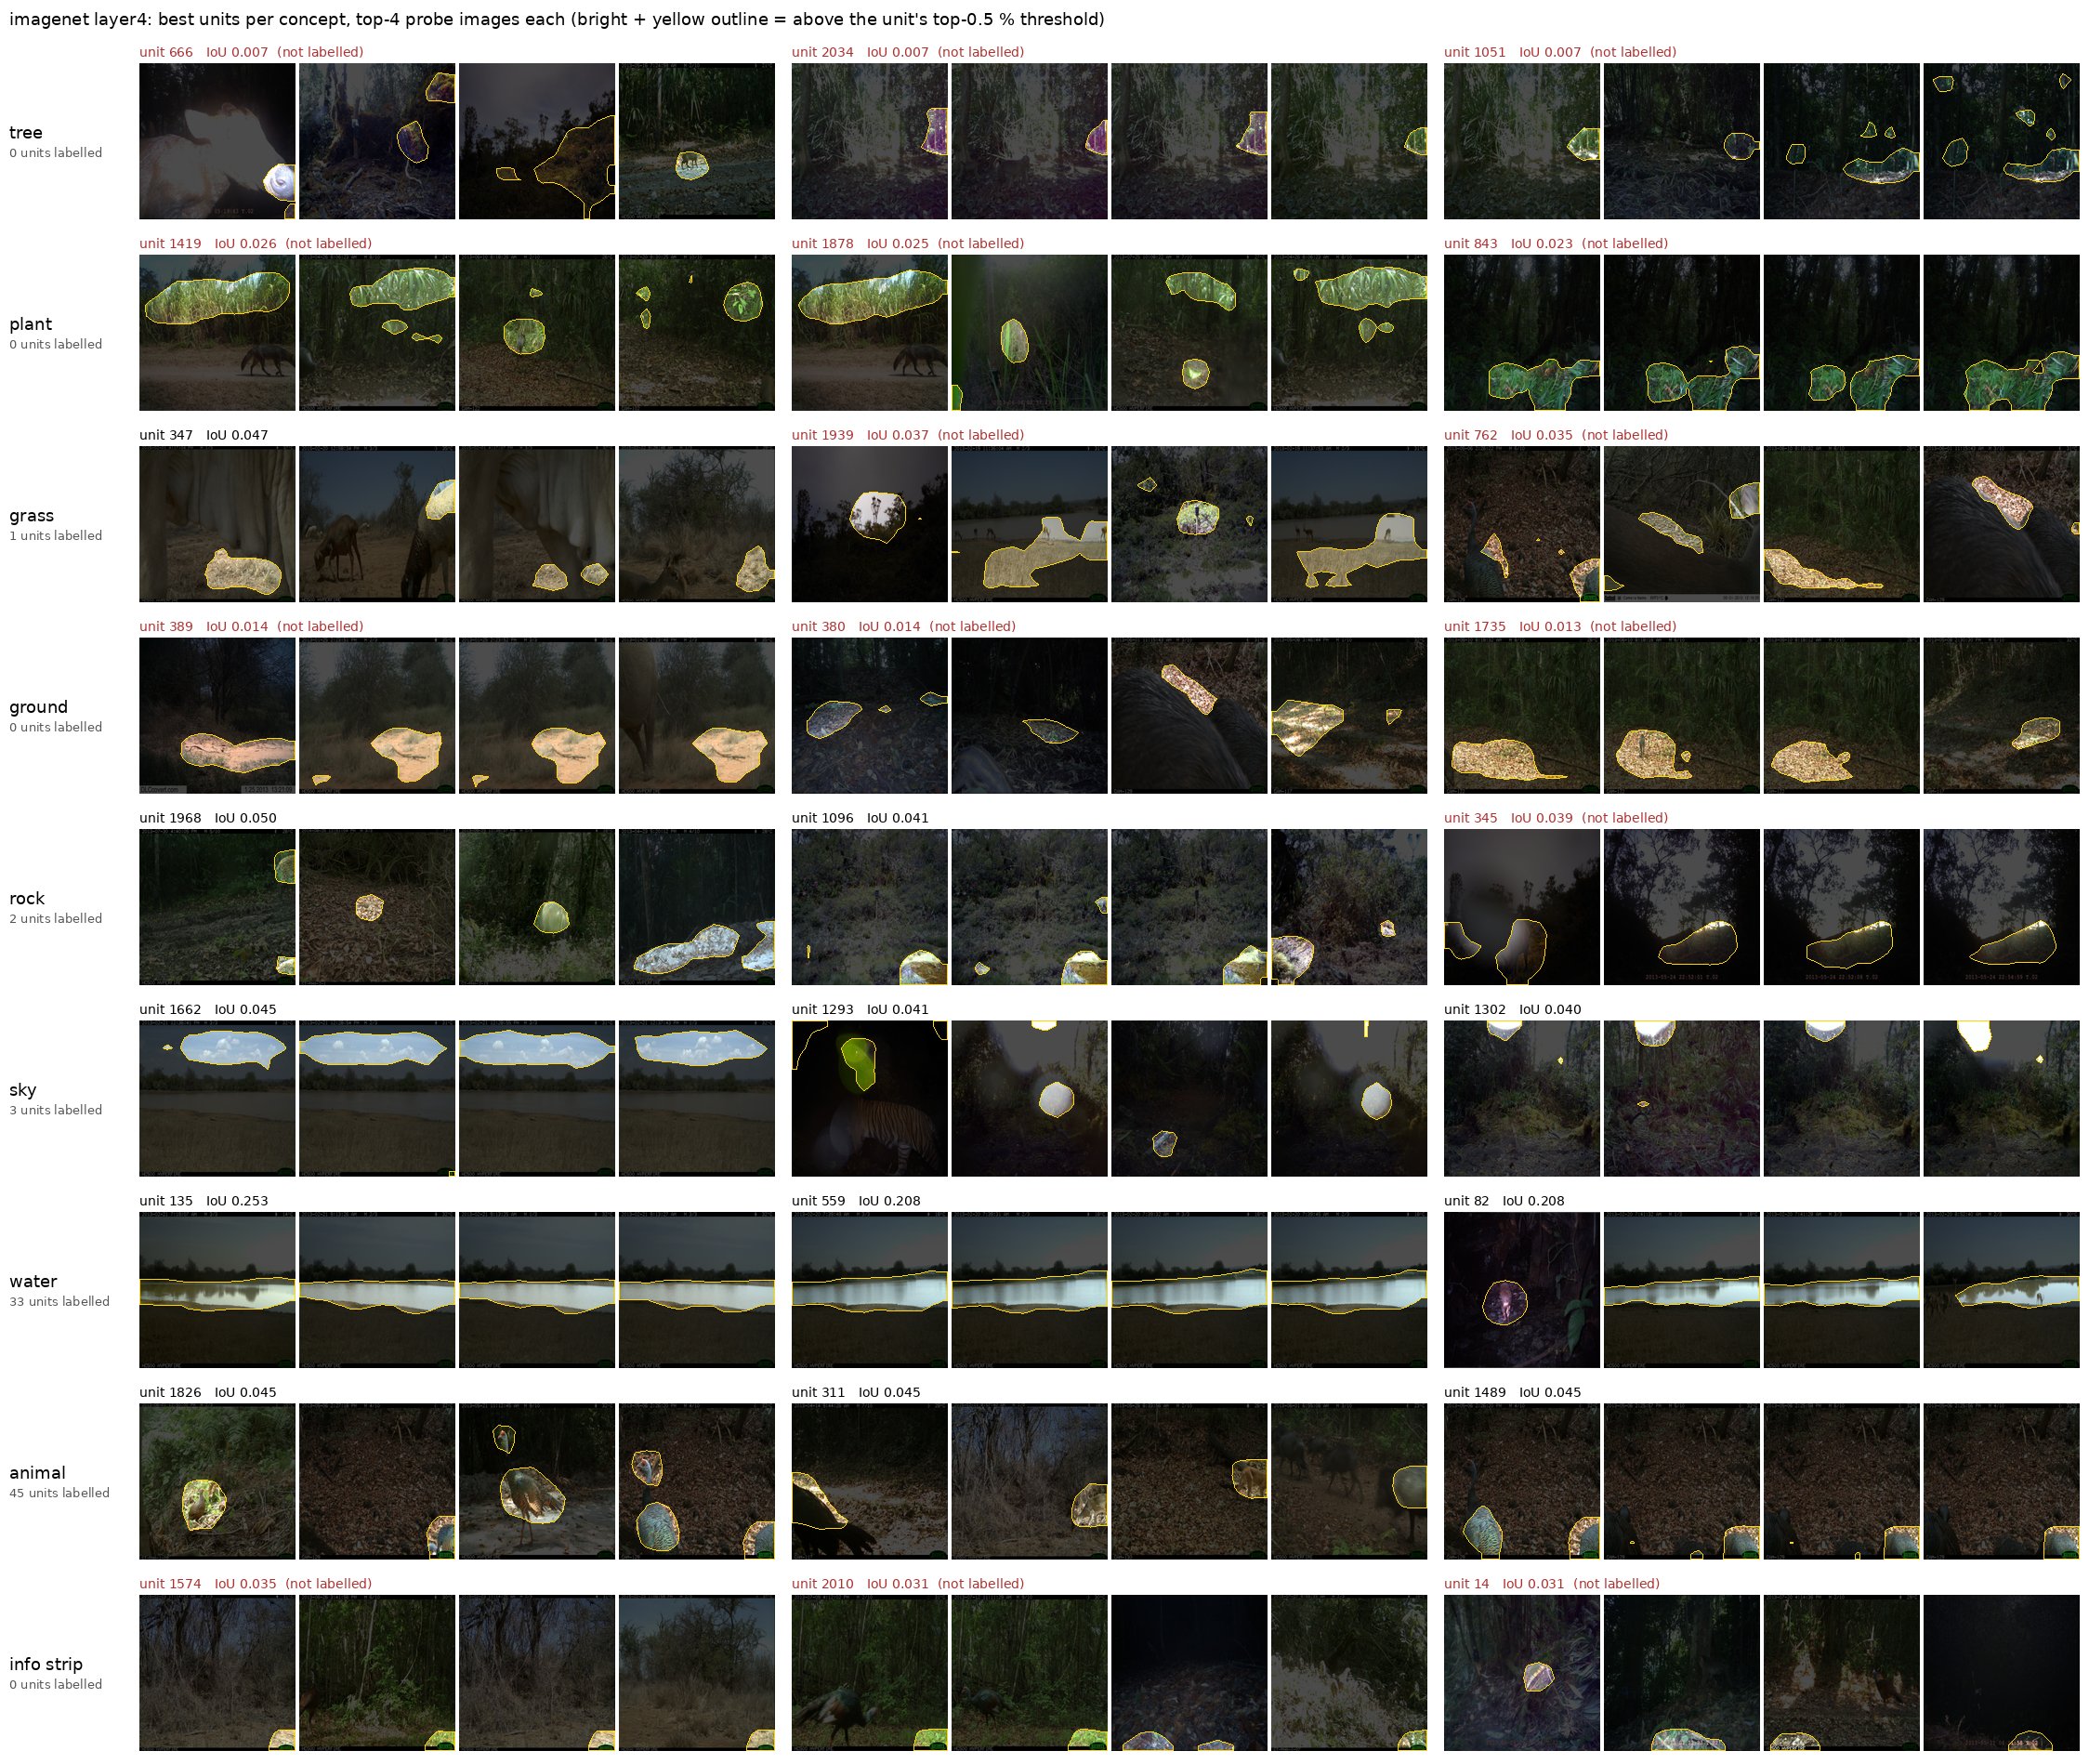 imagenet layer4: best units per concept, top-4 probe images each (bright + yellow outline = above the unit's top-0.5 % threshold)
unit 666 IoU 0.007 (not labelled)
unit 2034 IoU 0.007 (not labelled)
unit 1051 IoU 0.007 (not labelled)
tree
0 units labelled
unit 1419 IoU 0.026 (not labelled)
unit 1878 IoU 0.025 (not labelled)
unit 843 IoU 0.023 (not labelled)
plant
0 units labelled
unit 347 IoU 0.047
unit 1939 IoU 0.037 (not labelled)
unit 762 IoU 0.035 (not labelled)
grass
1 units labelled
unit 389 IoU 0.014 (not labelled)
unit 380 IoU 0.014 (not labelled)
unit 1735 IoU 0.013 (not labelled)
ground
0 units labelled
unit 1968 IoU 0.050
unit 1096 IoU 0.041
unit 345 IoU 0.039 (not labelled)
rock
2 units labelled
unit 1662 IoU 0.045
unit 1293 IoU 0.041
unit 1302 IoU 0.040
sky
3 units labelled
unit 135 IoU 0.253
unit 559 IoU 0.208
unit 82 IoU 0.208
water
33 units labelled
unit 1826 IoU 0.045
unit 311 IoU 0.045
unit 1489 IoU 0.045
animal
45 units labelled
unit 1574 IoU 0.035 (not labelled)
unit 2010 IoU 0.031 (not labelled)
unit 14 IoU 0.031 (not labelled)
info strip
0 units labelled